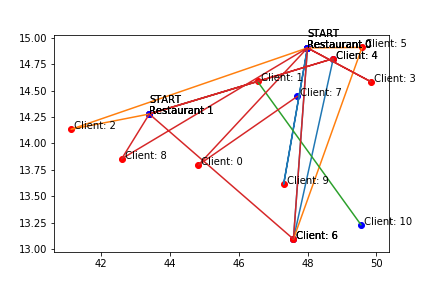 START
Restaurant 0
Client: 5
Client: 4
Client: 1
Client: 3
START
Restaurant 1
Client: 7
Client: 2
Client: 8
Client: 0
Client: 9
Client: 10
Client: 6
15.00
14.75
14.50
14.25
14.00
13.75
13.50
13.25
13.00
42
44
46
48
50